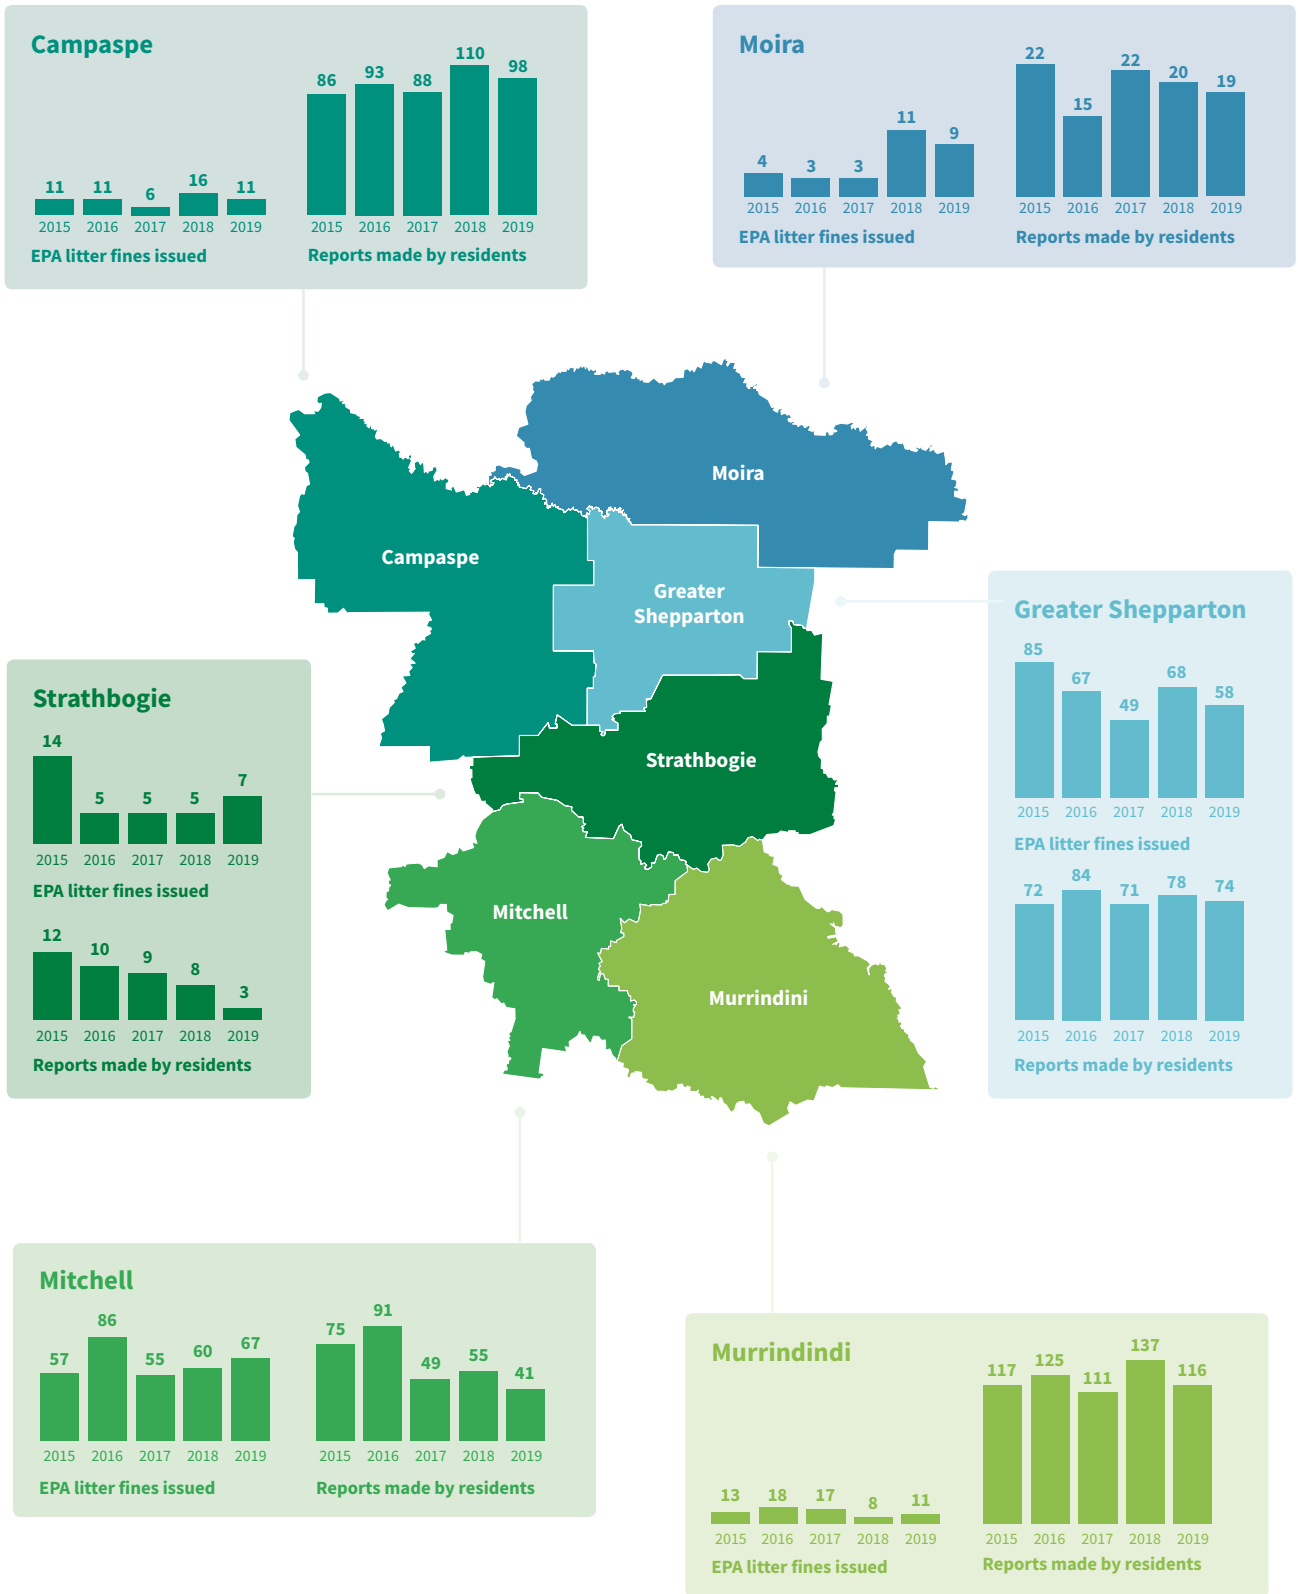 Campaspe
11 11 6 16 11
2015 2016 2017 2018 2019
EPA litter fines issued
86 93 88 110 98
2015 2016 2017 2018 2019
Reports made by residents
Moira
4 3 3 11 9
2015 2016 2017 2018 2019
EPA litter fines issued
22 15 22 20 19
2015 2016 2017 2018 2019
Reports made by residents
Moira
Campaspe
Greater
Shepparton
Strathbogie
Mitchell
Murrindini
Greater Shepparton
85 67 49 68 58
2015 2016 2017 2018 2019
EPA litter fines issued
72 84 71 78 74
2015 2016 2017 2018 2019
Reports made by residents
Strathbogie
14 5 5 5 7
2015 2016 2017 2018 2019
EPA litter fines issued
12 10 9 8 3
2015 2016 2017 2018 2019
Reports made by residents
Mitchell
57 86 55 60 67
2015 2016 2017 2018 2019
EPA litter fines issued
75 91 49 55 41
2015 2016 2017 2018 2019
Reports made by residents
Murrindindi
13 18 17 8 11
2015 2016 2017 2018 2019
EPA litter fines issued
117 125 111 137 116
2015 2016 2017 2018 2019
Reports made by residents